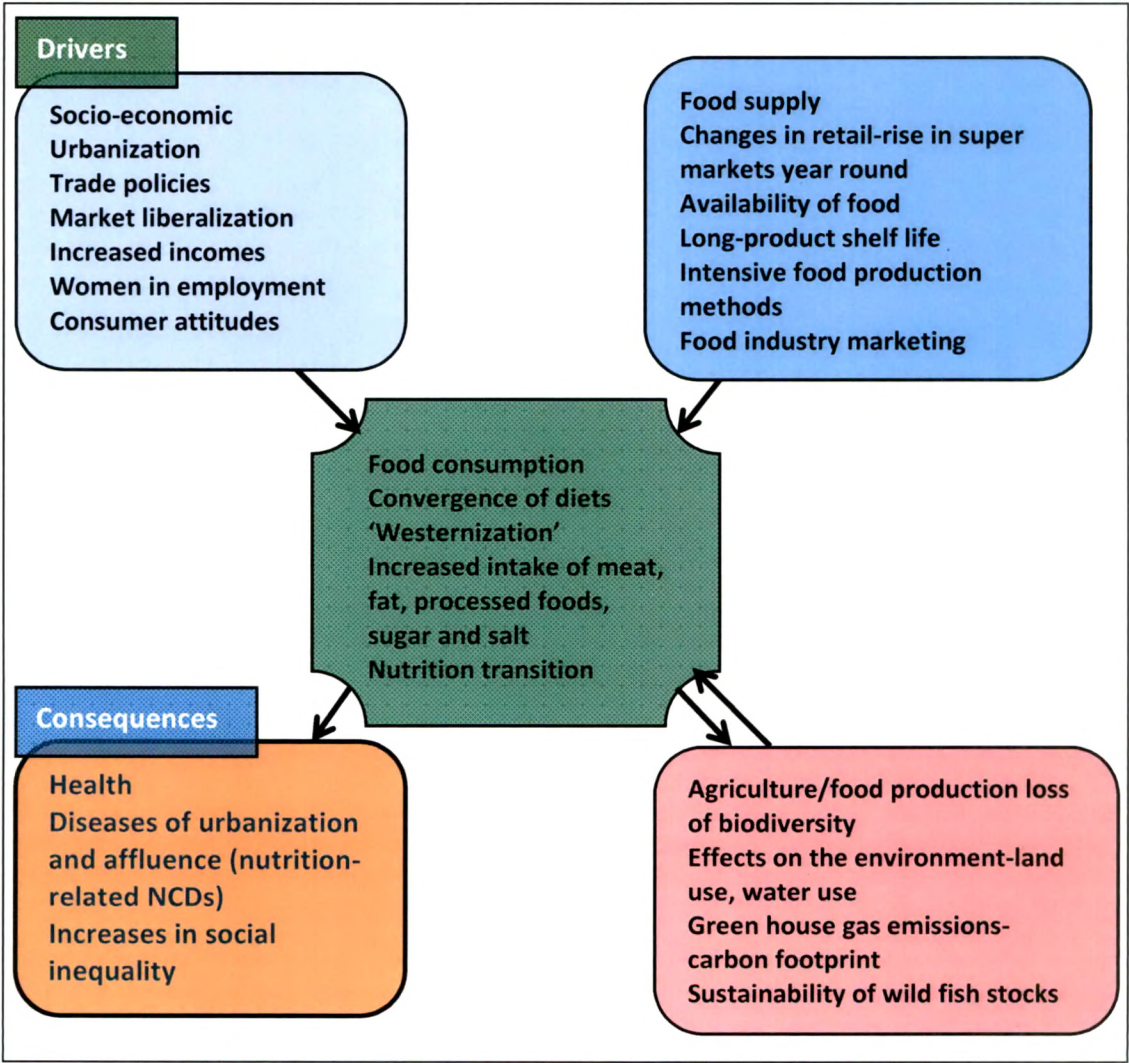 Drivers
Socio-economic
Urbanization
Trade policies
Market liberalization
Increased incomes
Women in employment
Consumer attitudes
Food supply
Changes in retail-rise in super
markets year round
Availability of food
Long-product shelf life
Intensive food production
methods
Food industry marketing
Food consumption
Convergence of diets
‘Westernization’
Increased intake of meat,
fat, processed foods,
sugar and salt
Nutrition transition
Consequences
Health
Diseases of urbanization
and affluence (nutrition-
related NCDs)
Increases in social
inequality
Agriculture/food production loss
of biodiversity
Effects on the environment-land
use, water use
Green house gas emissions-
carbon footprint
Sustainability of wild fish stocks